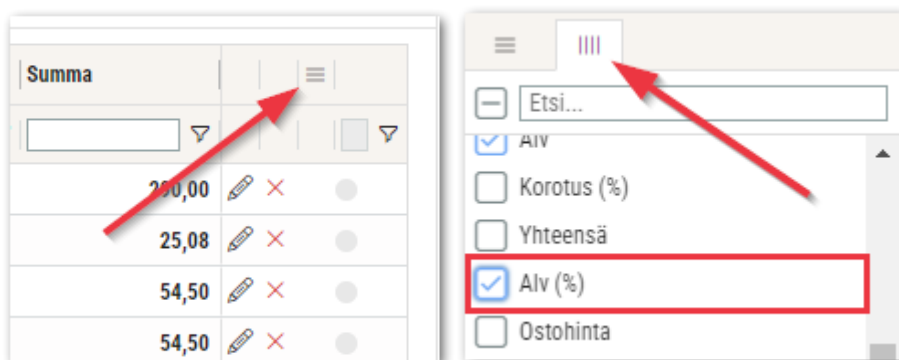 Summa
200,00
25,08
54,50
54,50
Etsi...
Alv
Korotus (%)
Yhteensä
Alv (%)
Ostohinta